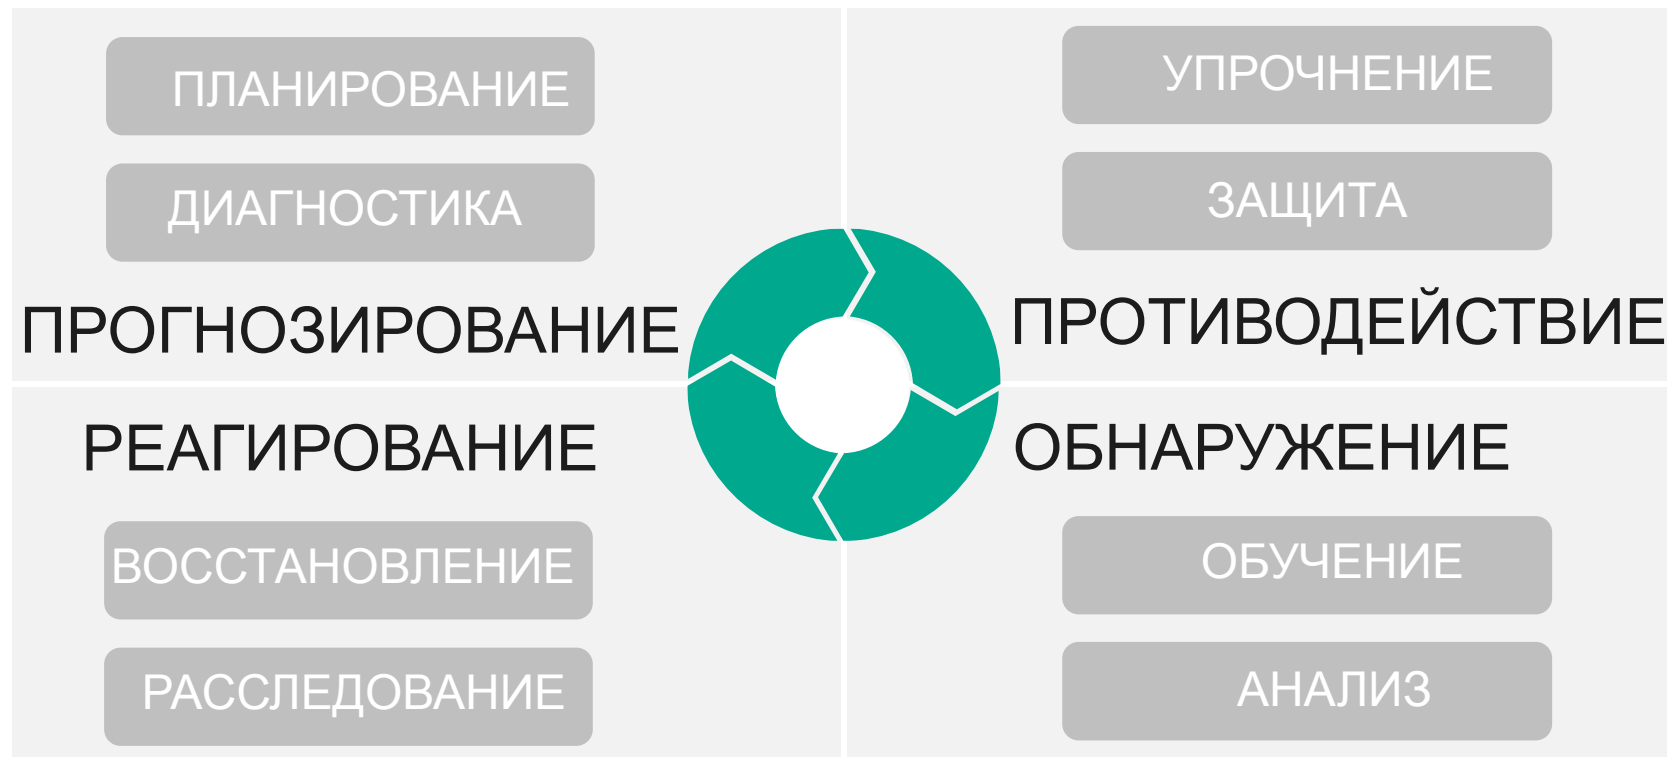 ПЛАНИРОВАНИЕ
ДИАГНОСТИКА
ПРОГНОЗИРОВАНИЕ
УПРОЧНЕНИЕ
ЗАЩИТА
ПРОТИВОДЕЙСТВИЕ
РЕАГИРОВАНИЕ
ВОССТАНОВЛЕНИЕ
РАССЛЕДОВАНИЕ
ОБНАРУЖЕНИЕ
ОБУЧЕНИЕ
АНАЛИЗ